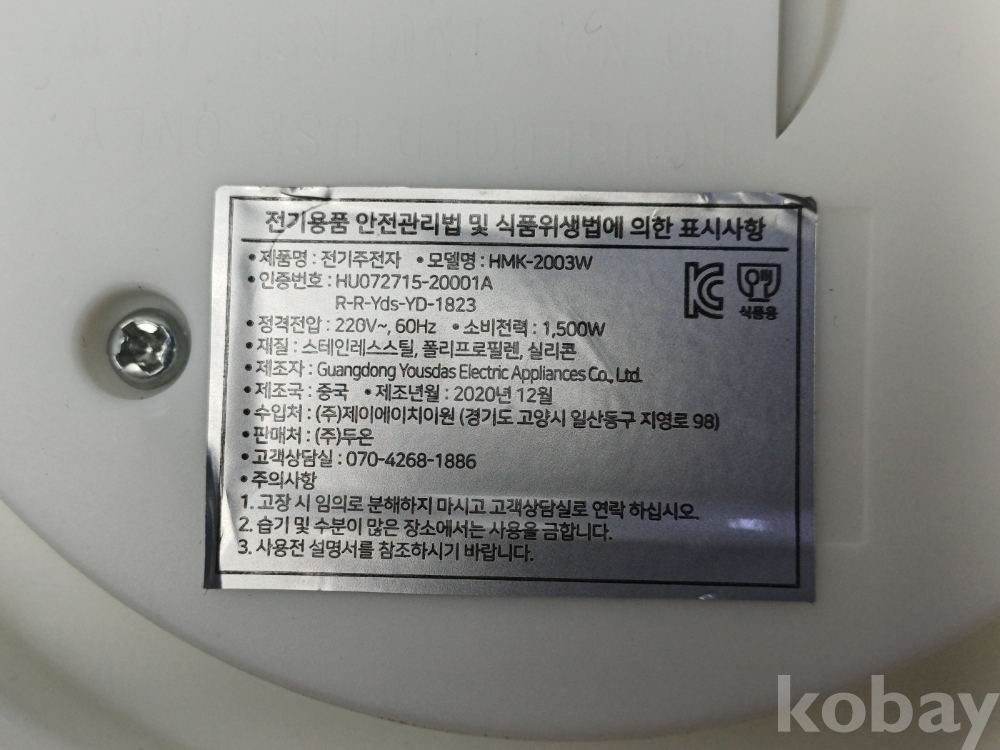 전기용품 안전관리법 및 식품위생법에 의한 표시사항
• 제품명 : 전기주전자 • 모델명 : HMK-2003W
• 인증번호 : HU072715-20001A
R-R-Yds-YD-1823
식품용
• 정격전압 : 220V~, 60Hz • 소비전력 : 1,500W
• 재질 : 스테인레스스틸, 폴리프로필렌, 실리콘
• 제조자 : Guangdong Yousdas Electric Appliances Co., Ltd.
• 제조국 : 중국 • 제조년월 : 2020년 12월
• 수입처 : (주)제이에이치이원 (경기도 고양시 일산동구 지영로 98)
• 판매처 : (주)두온
• 고객상담실 : 070-4268-1886
• 주의사항
1. 고장 시 임의로 분해하지 마시고 고객상담실로 연락 하십시오.
2. 습기 및 수분이 많은 장소에서는 사용을 금합니다.
3. 사용전 설명서를 참조하시기 바랍니다.
kobay